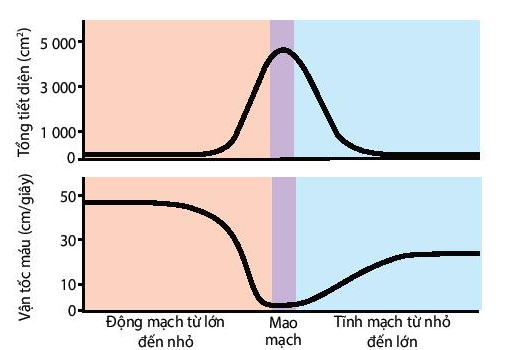 Tổng tiết diện (cm²)
5 000
3 000
1 000
0
Vận tốc máu (cm/giây)
50
30
10
0
Động mạch từ lớn
đến nhỏ
Mao
mạch
Tĩnh mạch từ nhỏ
đến lớn